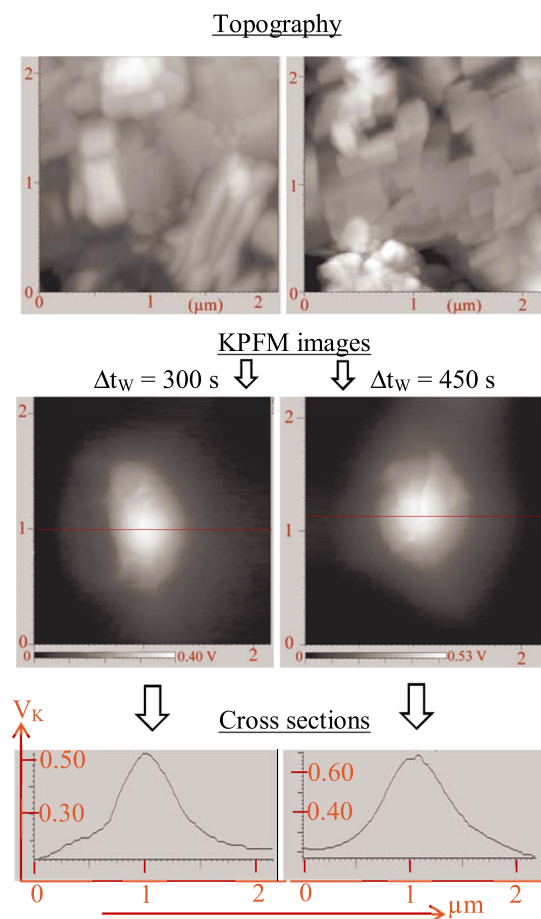 Topography
2
1
0
0 1 (µm) 2
2
1
0
0 1 (µm) 2
KPFM images
ΔtW = 300 s
ΔtW = 450 s
2
1
0
0 0.40 V 2
2
1
0
0 0.53 V 2
Cross sections
VK
0.50
0.30
0.60
0.40
0 1 2
0 1 2
µm